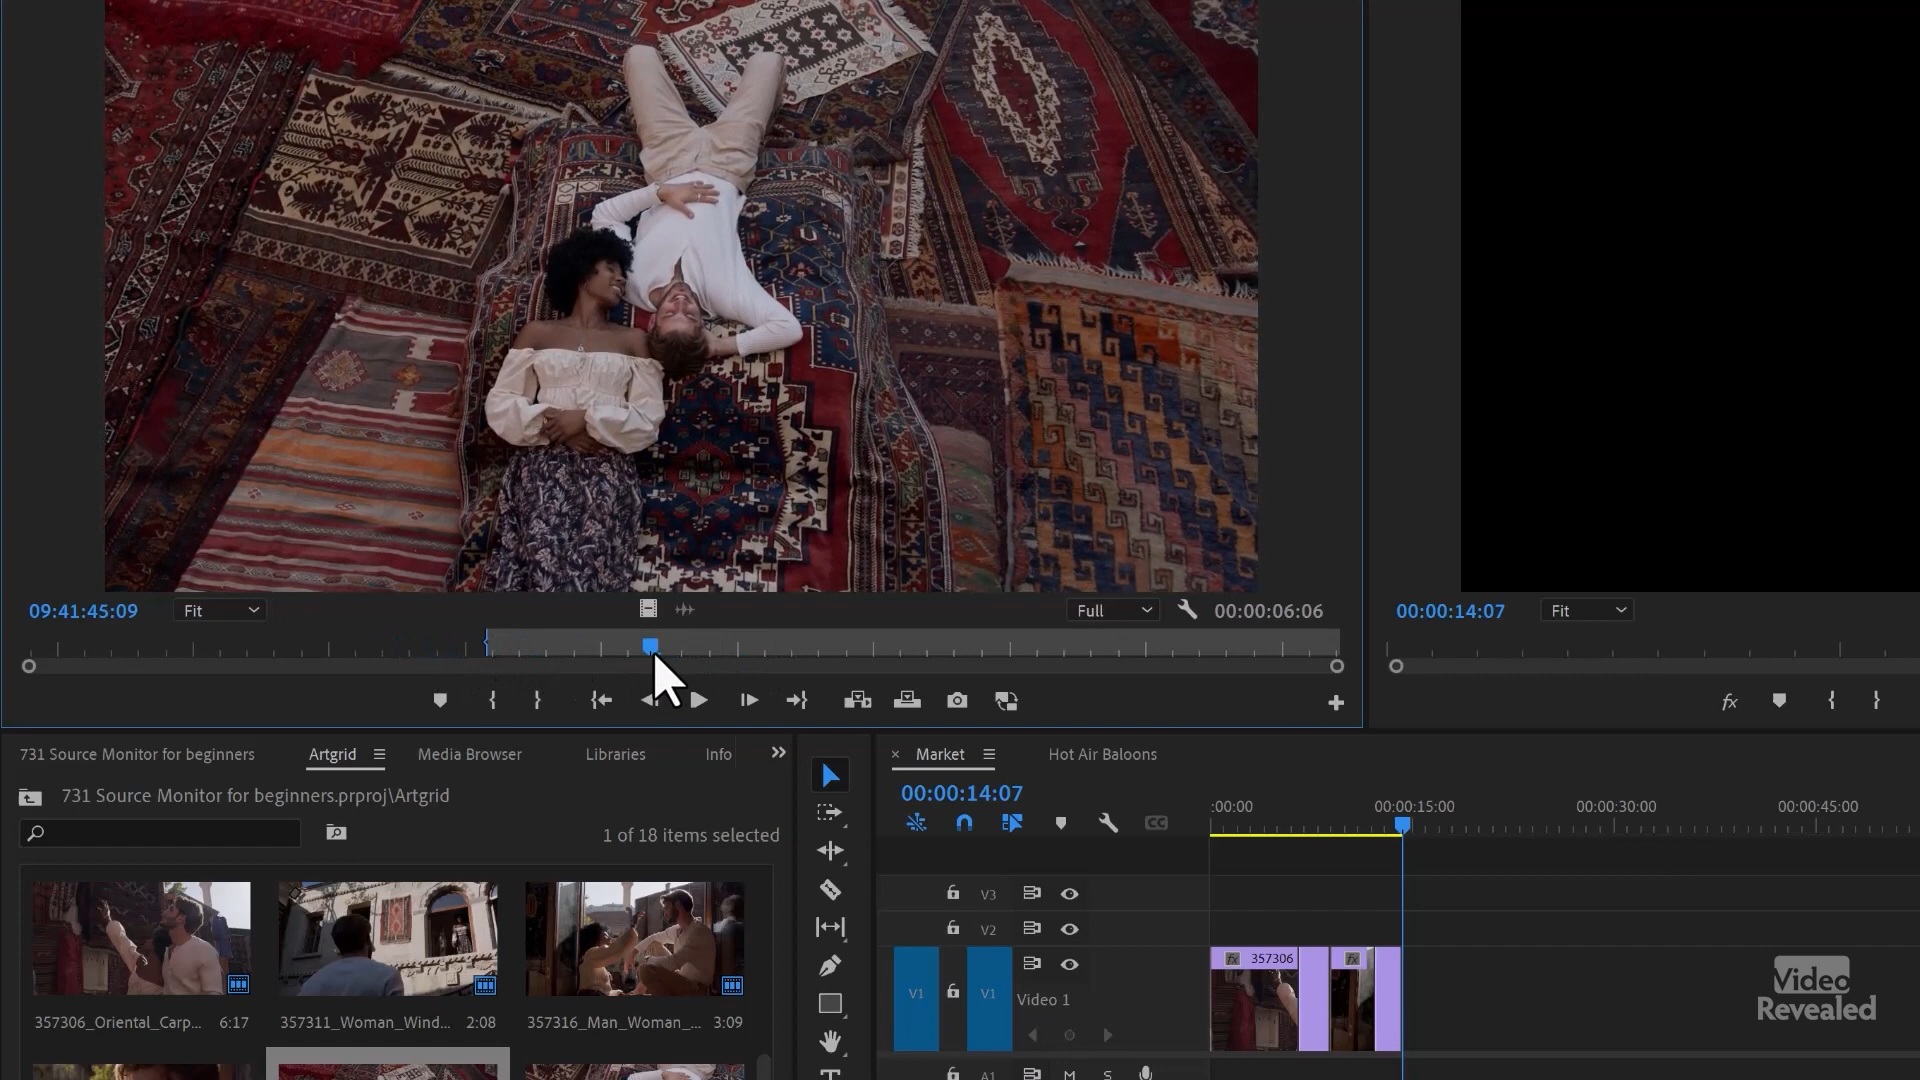 09:41:45:09 Fit Full 00:00:06:06
00:00:14:07 Fit
fx
731 Source Monitor for beginners Artgrid Media Browser Libraries Info
731 Source Monitor for beginners.prproj\Artgrid
1 of 18 items selected
357306_Oriental_Carp... 6:17
357311_Woman_Wind... 2:08
357316_Man_Woman_... 3:09
× Market Hot Air Baloons
00:00:14:07
CC
:00:00 00:00:15:00 00:00:30:00 00:00:45:00
V3
V2
V1 V1 Video 1
fx 357306 fx
A1 M S
Video
Revealed